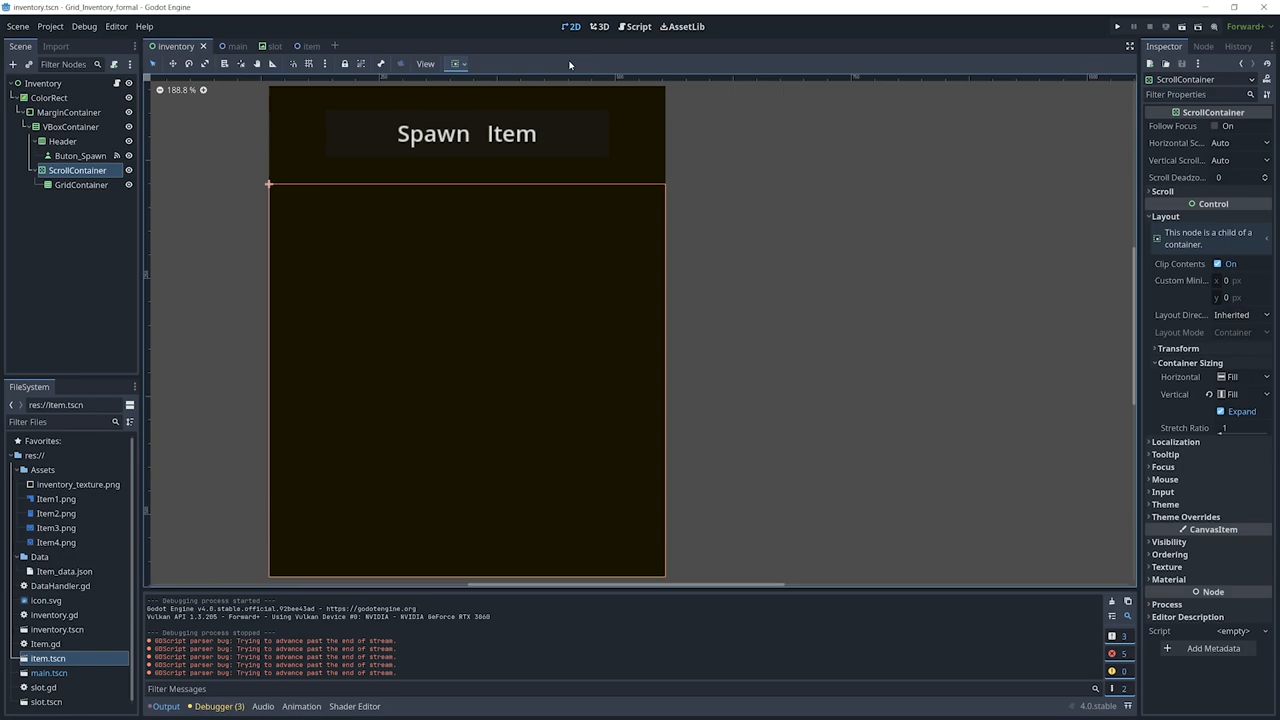 inventory.tscn - Grid_Inventory_formal - Godot Engine
Scene Project Debug Editor Help
2D 3D Script AssetLib
Forward+
Scene Import
Filter Nodes
Inventory
ColorRect
MarginContainer
VBoxContainer
Header
Buton_Spawn
ScrollContainer
GridContainer
FileSystem
res://item.tscn
Filter Files
Favorites:
res://
Assets
inventory_texture.png
Item1.png
Item2.png
Item3.png
Item4.png
Data
Item_data.json
DataHandler.gd
icon.svg
inventory.gd
inventory.tscn
Item.gd
item.tscn
main.tscn
slot.gd
slot.tscn
inventory main slot item
View
188.8 %
Spawn Item
--- Debugging process started ---
Godot Engine v4.0.stable.official.92bee43ad - https://godotengine.org
Vulkan API 1.3.205 - Forward+ - Using Vulkan Device #0: NVIDIA - NVIDIA GeForce RTX 3060
--- Debugging process stopped ---
GDScript parser bug: Trying to advance past the end of stream.
GDScript parser bug: Trying to advance past the end of stream.
GDScript parser bug: Trying to advance past the end of stream.
GDScript parser bug: Trying to advance past the end of stream.
GDScript parser bug: Trying to advance past the end of stream.
3
5
0
2
Filter Messages
Output Debugger (3) Audio Animation Shader Editor
4.0.stable
Inspector Node History
ScrollContainer
Filter Properties
ScrollContainer
Follow Focus On
Horizontal Sc... Auto
Vertical Scroll... Auto
Scroll Deadzo... 0
Scroll
Control
Layout
This node is a child of a
container.
Clip Contents On
Custom Mini... x 0 px
y 0 px
Layout Direc... Inherited
Layout Mode Container
Transform
Container Sizing
Horizontal Fill
Vertical Fill
Expand
Stretch Ratio 1
Localization
Tooltip
Focus
Mouse
Input
Theme
Theme Overrides
CanvasItem
Visibility
Ordering
Texture
Material
Node
Process
Editor Description
Script <empty>
Add Metadata